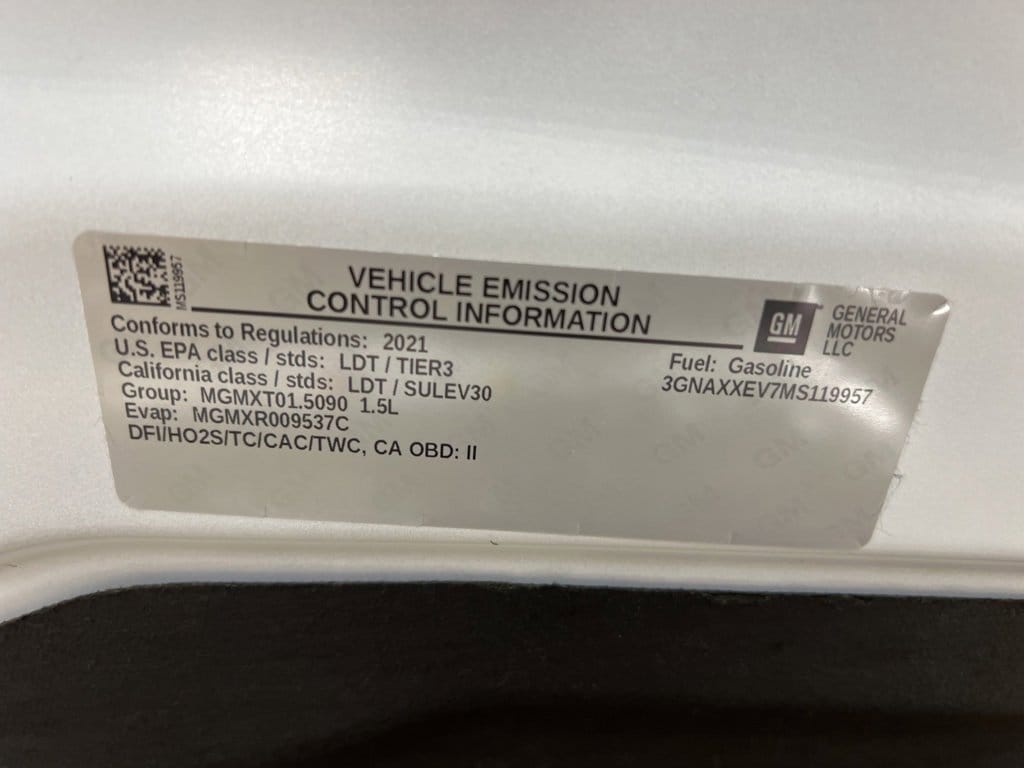 MS119957
VEHICLE EMISSION
CONTROL INFORMATION
GM
GENERAL
MOTORS
LLC
Conforms to Regulations: 2021
U.S. EPA class / stds: LDT / TIER3
California class / stds: LDT / SULEV30
Group: MGMXT01.5090 1.5L
Evap: MGMXR009537C
DFI/HO2S/TC/CAC/TWC, CA OBD: II
Fuel: Gasoline
3GNAXXEV7MS119957